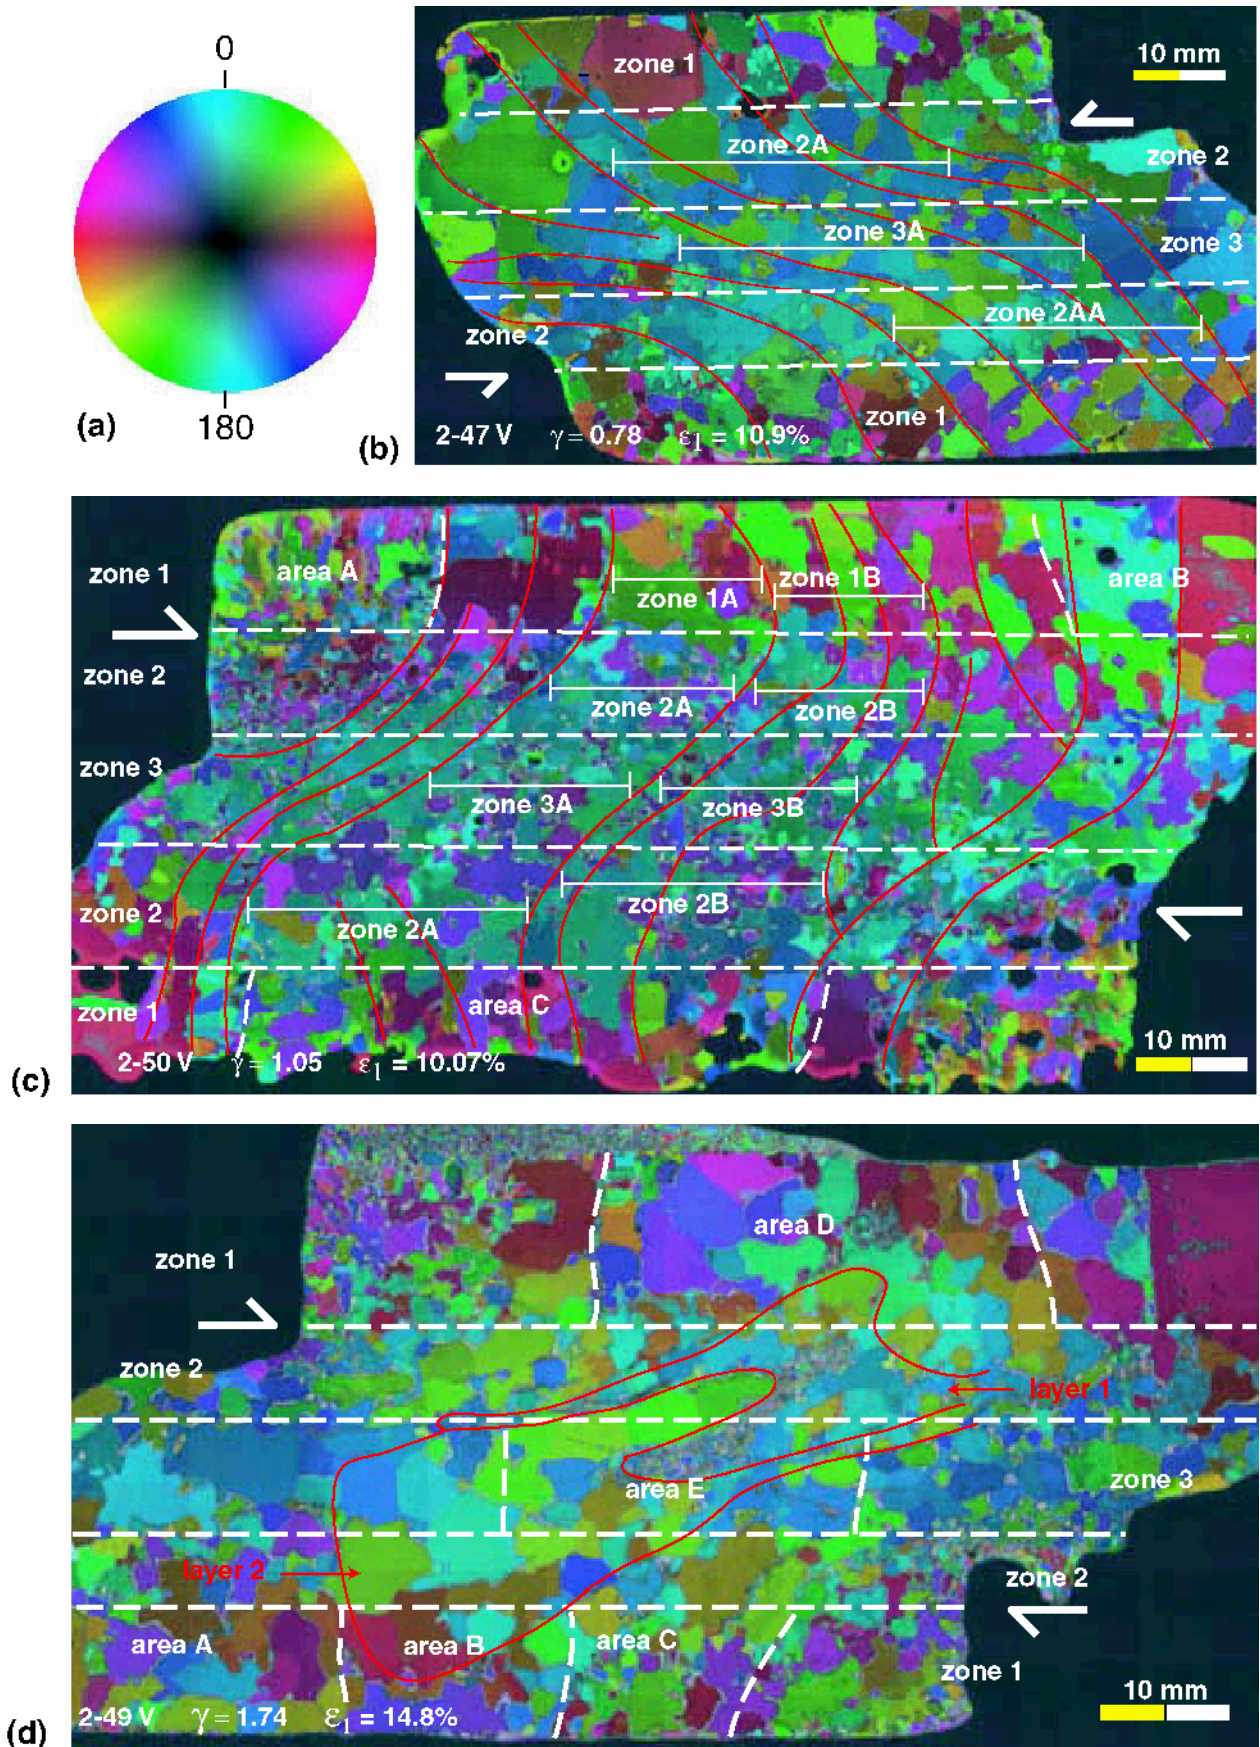 0
180
(a)
zone 1
10 mm
zone 2A
zone 2
zone 3A
zone 3
zone 2AA
zone 2
zone 1
2-47 V γ = 0.78 ε1 = 10.9%
(b)
zone 1
area A
zone 1A
zone 1B
area B
zone 2
zone 2A
zone 2B
zone 3
zone 3A
zone 3B
zone 2
zone 2A
zone 2B
zone 1
area C
2-50 V γ = 1.05 ε1 = 10.07%
10 mm
(c)
area D
zone 1
zone 2
layer 1
area E
zone 3
layer 2
zone 2
area A
area B
area C
zone 1
2-49 V γ = 1.74 ε1 = 14.8%
10 mm
(d)